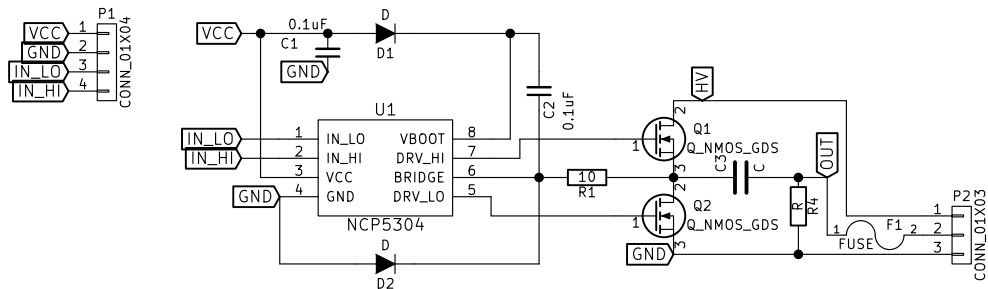 P1
VCC 1
GND 2
IN_LO 3
IN_HI 4
CONN_01X04
VCC
0.1uF
C1
GND
D
D1
C2
0.1uF
U1
IN_LO 1 IN_LO VBOOT 8
IN_HI 2 IN_HI DRV_HI 7
3 VCC BRIDGE 6
GND 4 GND DRV_LO 5
NCP5304
D
D2
10
R1
HV
2
Q1
1
Q_NMOS_GDS
3
2
Q2
1
Q_NMOS_GDS
3
GND
C3
C
OUT
R
R4
1 F1 2
FUSE
P2
1
2
3
CONN_01X03